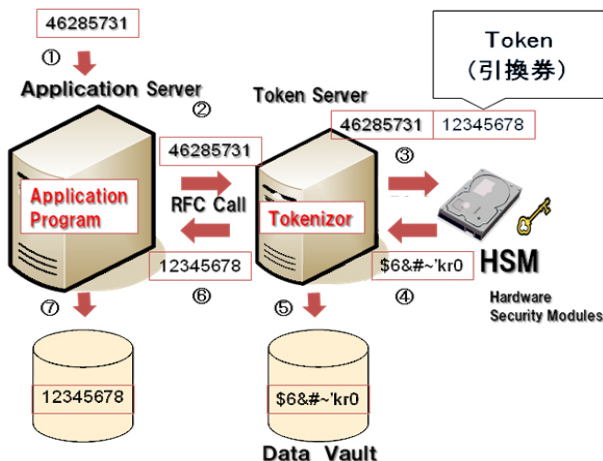 46285731
①
Application Server
②
Token Server
Token
(引換券)
46285731
46285731 12345678
③
Application
Program
RFC Call
Tokenizor
12345678
⑥
$6&#~'kr0
④
HSM
Hardware
Security Modules
⑦
⑤
12345678
$6&#~'kr0
Data Vault